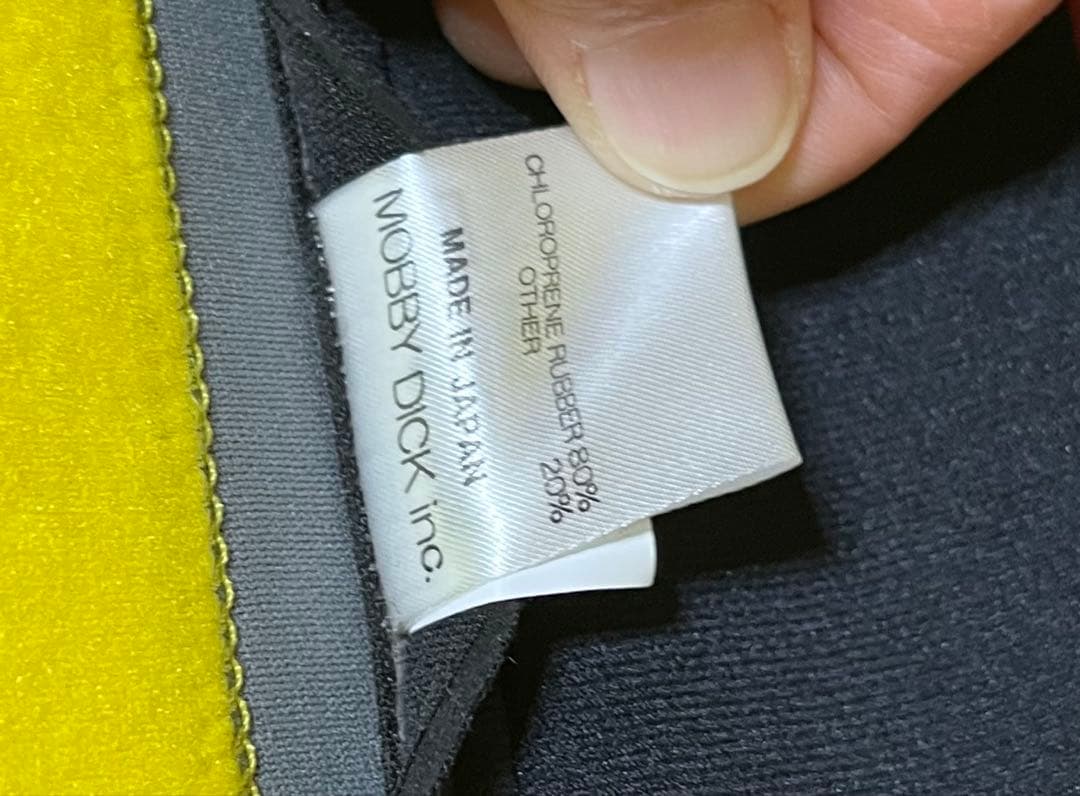 CHLOROPRENE RUBBER 80%
OTHER 20%
MADE IN JAPAN
MOBBY DICK inc.